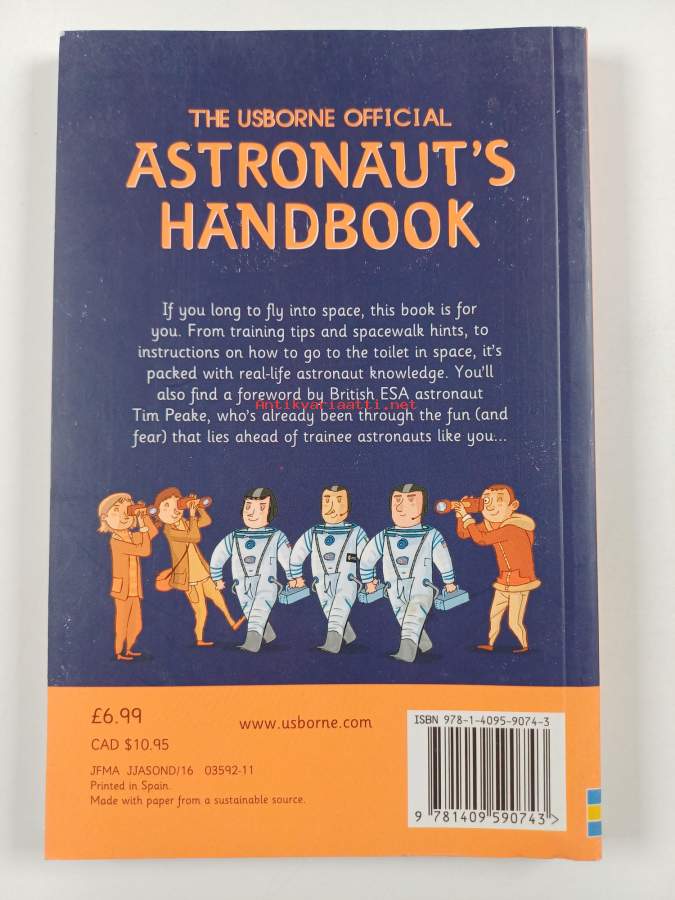 THE USBORNE OFFICIAL
ASTRONAUT'S
HANDBOOK
If you long to fly into space, this book is for
you. From training tips and spacewalk hints, to
instructions on how to go to the toilet in space, it's
packed with real-life astronaut knowledge. You'll
also find a foreword by British ESA astronaut
Antikvariaatti.net
Tim Peake, who's already been through the fun (and
fear) that lies ahead of trainee astronauts like you...
£6.99
CAD $10.95
JFMA JJASOND/16 03592-11
Printed in Spain.
Made with paper from a sustainable source.
www.usborne.com
ISBN 978-1-4095-9074-3
9 781409 590743 >